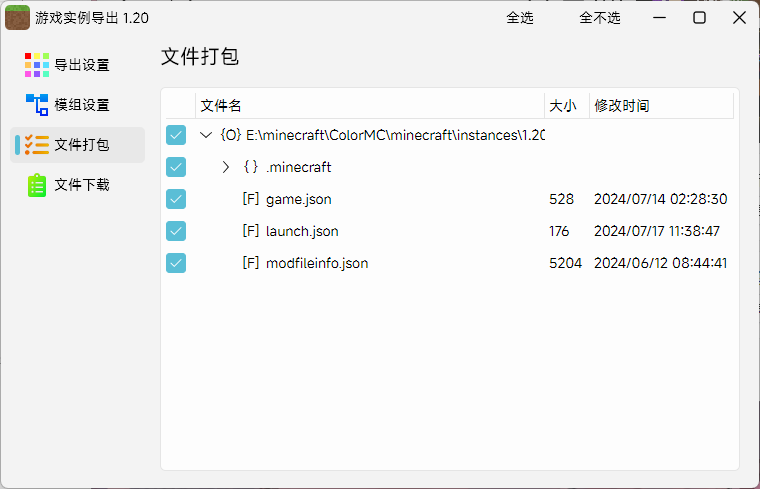 游戏实例导出 1.20 全选 全不选
导出设置
模组设置
文件打包
文件下载
文件打包
文件名 大小 修改时间
{O} E:\minecraft\ColorMC\minecraft\instances\1.20
{ } .minecraft
[F] game.json 528 2024/07/14 02:28:30
[F] launch.json 176 2024/07/17 11:38:47
[F] modfileinfo.json 5204 2024/06/12 08:44:41